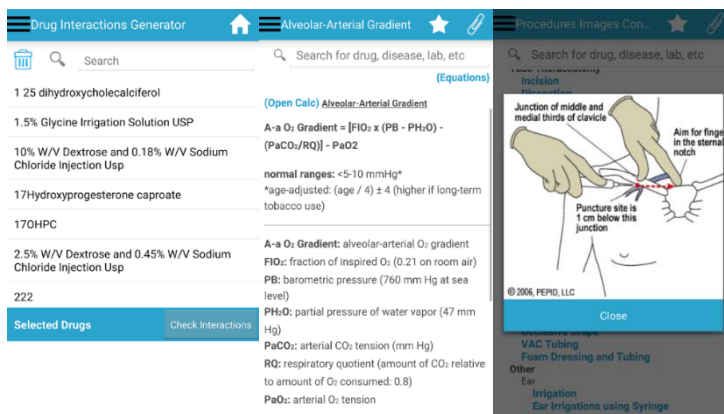 Drug Interactions Generator
Search
1 25 dihydroxycholecalciferol
1.5% Glycine Irrigation Solution USP
10% W/V Dextrose and 0.18% W/V Sodium
Chloride Injection Usp
17Hydroxyprogesterone caproate
17OHPC
2.5% W/V Dextrose and 0.45% W/V Sodium
Chloride Injection Usp
222
Selected Drugs
Check Interactions
Alveolar-Arterial Gradient
Search for drug, disease, lab, etc
{Equations}
(Open Calc) Alveolar-Arterial Gradient
A-a O₂ Gradient = [FIO₂ x (PB - PH₂O) -
(PaCO₂/RQ)] - PaO2
normal ranges: <5-10 mmHg*
*age-adjusted: (age / 4) ± 4 (higher if long-term
tobacco use)
A-a O₂ Gradient: alveolar-arterial O₂ gradient
FIO₂: fraction of inspired O₂ (0.21 on room air)
PB: barometric pressure (760 mm Hg at sea
level)
PH₂O: partial pressure of water vapor (47 mm
Hg)
PaCO₂: arterial CO₂ tension (mm Hg)
RQ: respiratory quotient (amount of CO₂ relative
to amount of O₂ consumed: 0.8)
PaO₂: arterial O₂ tension
Procedures Images Con...
Search for drug, disease, lab, etc
Tube Thoracostomy
Incision
Dissection
Junction of middle and
medial thirds of clavicle
Aim for finge
in the sternal
notch
Puncture site is
1 cm below this
junction
© 2006, PEPID, LLC
Close
Occlusive Drape
VAC Tubing
Foam Dressing and Tubing
Other
Ear
Irrigation
Ear Irrigations using Syringe